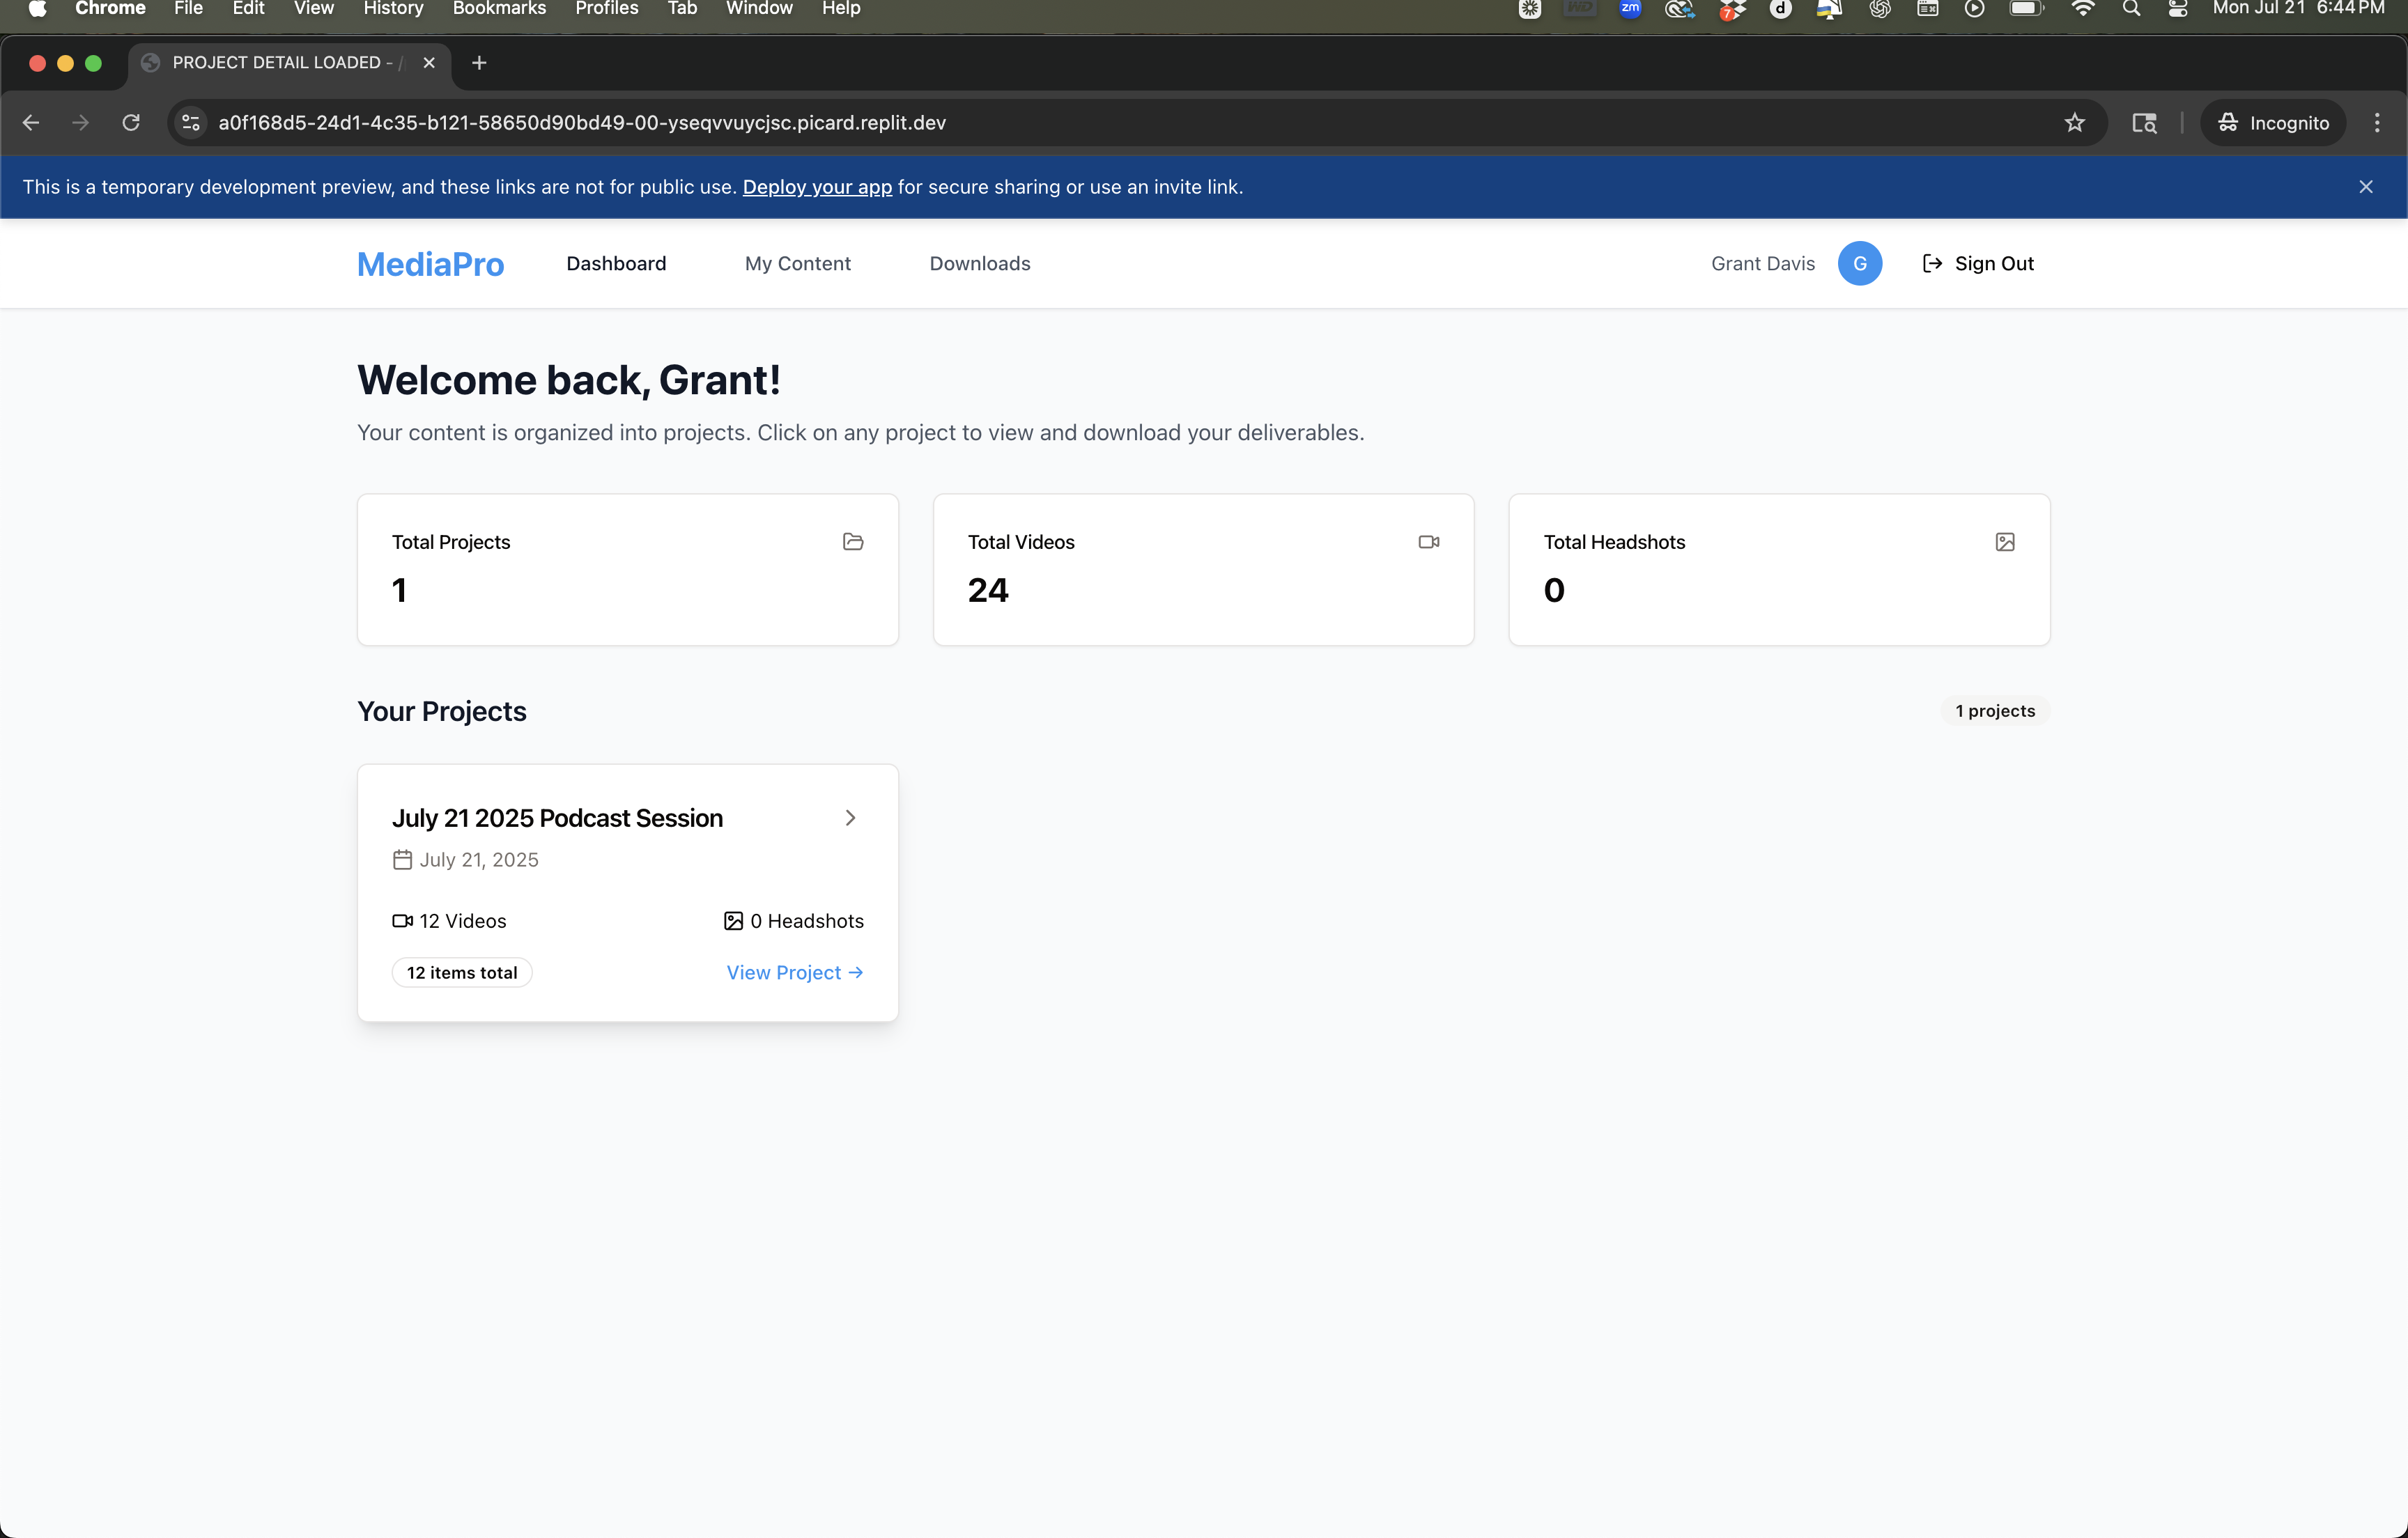 Chrome File Edit View History Bookmarks Profiles Tab Window Help zm 7 d Mon Jul 21 6:44 PM
PROJECT DETAIL LOADED - /
a0f168d5-24d1-4c35-b121-58650d90bd49-00-yseqvvuycjsc.picard.replit.dev Incognito
This is a temporary development preview, and these links are not for public use. Deploy your app for secure sharing or use an invite link.
MediaPro Dashboard My Content Downloads Grant Davis G Sign Out
Welcome back, Grant!
Your content is organized into projects. Click on any project to view and download your deliverables.
Total Projects Total Videos Total Headshots
1 24 0
Your Projects 1 projects
July 21 2025 Podcast Session
July 21, 2025
12 Videos 0 Headshots
12 items total View Project →